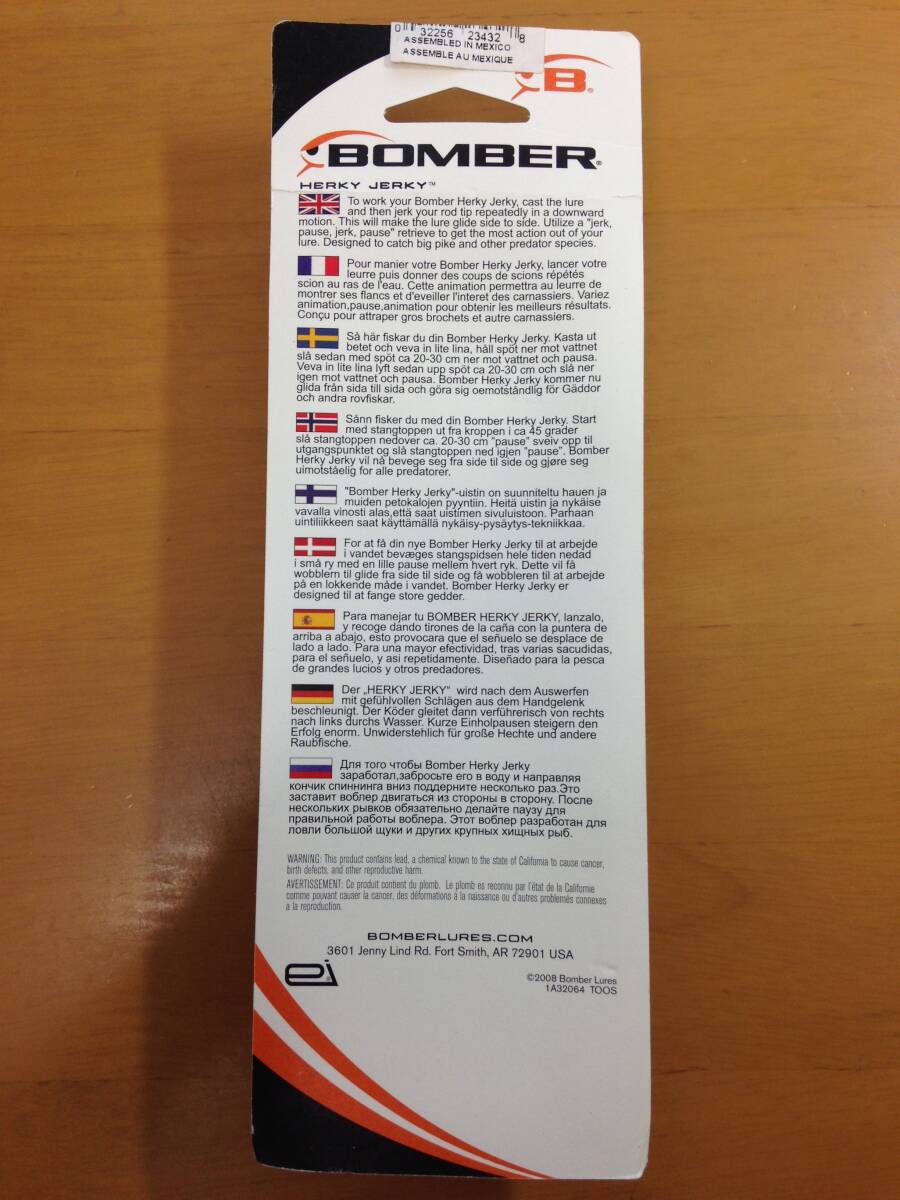 0 32256 23432 8
ASSEMBLED IN MEXICO
ASSEMBLE AU MEXIQUE
B®
BOMBER®
HERKY JERKY™
To work your Bomber Herky Jerky, cast the lure
and then jerk your rod tip repeatedly in a downward
motion. This will make the lure glide side to side. Utilize a "jerk,
pause, jerk, pause" retrieve to get the most action out of your
lure. Designed to catch big pike and other predator species.
Pour manier votre Bomber Herky Jerky, lancer votre
leurre puis donner des coups de scions répétés
scion au ras de l'eau. Cette animation permettra au leurre de
montrer ses flancs et d'eveiller l'interet des carnassiers. Variez
animation,pause,animation pour obtenir les meilleurs résultats.
Conçu pour attraper gros brochets et autre carnassiers.
Så här fiskar du din Bomber Herky Jerky. Kasta ut
betet och veva in lite lina, håll spöt ner mot vattnet
slå sedan med spöt ca 20-30 cm ner mot vattnet och pausa.
Veva in lite lina lyft sedan upp spöt ca 20-30 cm och slå ner
igen mot vattnet och pausa. Bomber Herky Jerky kommer nu
glida från sida till sida och göra sig oemotståndlig för Gäddor
och andra rovfiskar.
Sånn fisker du med din Bomber Herky Jerky. Start
med stangtoppen ut fra kroppen i ca 45 grader
slå stangtoppen nedover ca. 20-30 cm "pause" sveiv opp til
utgangspunktet og slå stangtoppen ned igjen "pause". Bomber
Herky Jerky vil nå bevege seg fra side til side og gjøre seg
uimotståelig for alle predatorer.
"Bomber Herky Jerky"-uistin on suunniteltu hauen ja
muiden petokalojen pyyntiin. Heitä uistin ja nykäise
vavalla vinosti alas,että saat uistimen sivuluistoon. Parhaan
uintiliikkeen saat käyttämällä nykäisy-pysäytys-tekniikkaa.
For at få din nye Bomber Herky Jerky til at arbejde
i vandet bevæges stangspidsen hele tiden nedad
i små ry med en lille pause mellem hvert ryk. Dette vil få
wobblern til glide fra side til side og få wobbleren til at arbejde
på en lokkende måde i vandet. Bomber Herky Jerky er
designed til at fange store gedder.
Para manejar tu BOMBER HERKY JERKY, lanzalo,
y recoge dando tirones de la caña con la puntera de
arriba a abajo, esto provocara que el señuelo se desplace de
lado a lado. Para una mayor efectividad, tras varias sacudidas,
para el señuelo, y asi repetidamente. Diseñado para la pesca
de grandes lucios y otros predadores.
Der „HERKY JERKY“ wird nach dem Auswerfen
mit gefühlvollen Schlägen aus dem Handgelenk
beschleunigt. Der Köder gleitet dann verführerisch von rechts
nach links durchs Wasser. Kurze Einholpausen steigern den
Erfolg enorm. Unwiderstehlich für große Hechte und andere
Raubfische.
Для того чтобы Bomber Herky Jerky
заработал,забросьте его в воду и направляя
кончик спиннинга вниз поддерните несколько раз.Это
заставит воблер двигаться из стороны в сторону. После
нескольких рывков обязательно делайте паузу для
правильной работы воблера. Этот воблер разработан для
ловли большой щуки и других крупных хищных рыб.
WARNING: This product contains lead, a chemical known to the state of California to cause cancer,
birth defects, and other reproductive harm.
AVERTISSEMENT: Ce produit contient du plomb. Le plomb es reconnu par l'état de la Californie
comme pouvant causer la cancer, des déformations à la naissance ou d'autres problemés connexes
a la reproduction.
BOMBERLURES.COM
3601 Jenny Lind Rd. Fort Smith, AR 72901 USA
ei
©2008 Bomber Lures
1A32064 TOOS